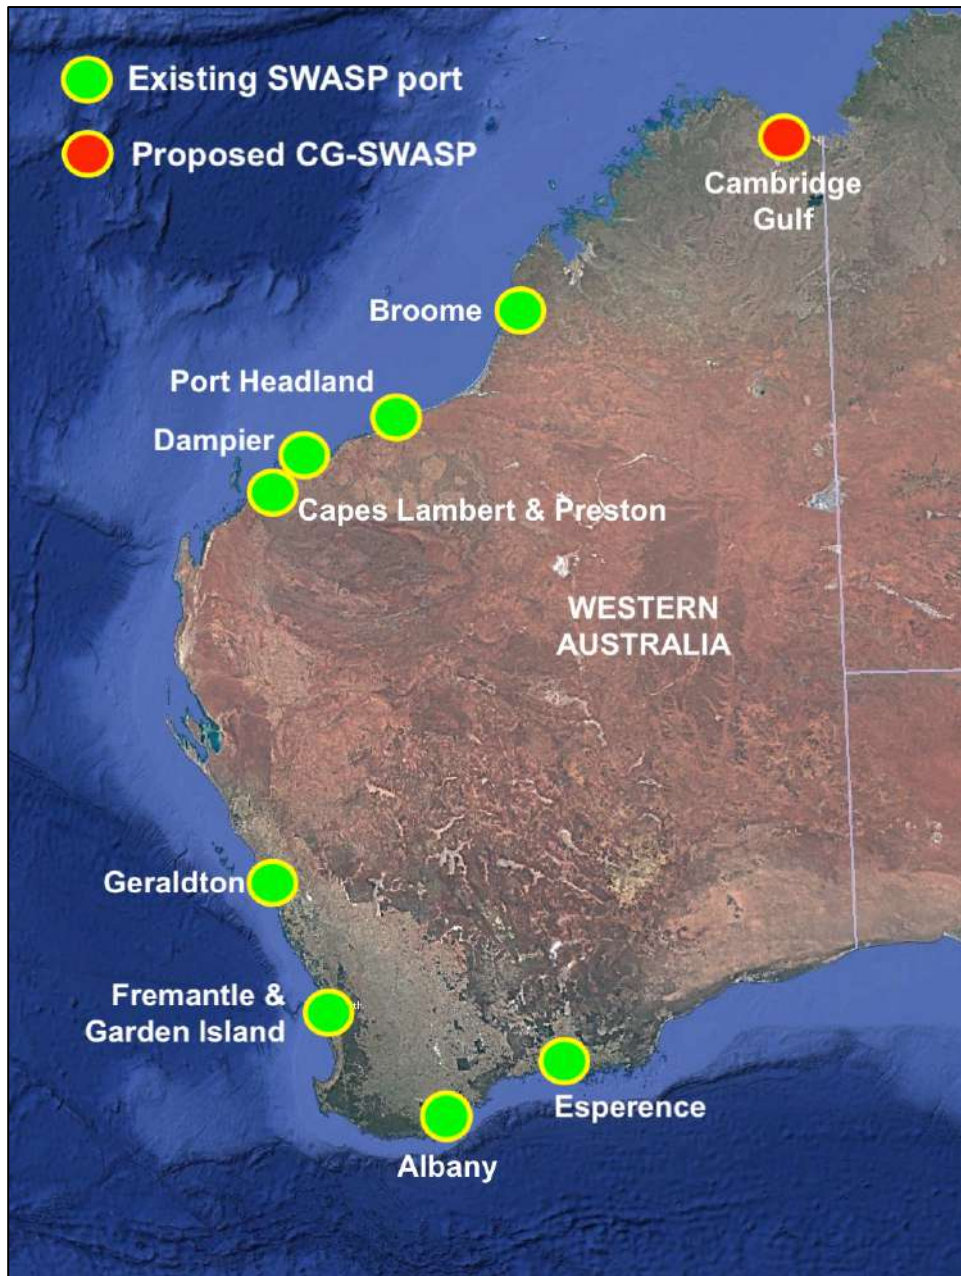 Existing SWASP port
Proposed CG-SWASP
Cambridge
Gulf
Broome
Port Headland
Dampier
Capes Lambert & Preston
WESTERN
AUSTRALIA
Geraldton
Fremantle &
Garden Island
Esperence
Albany